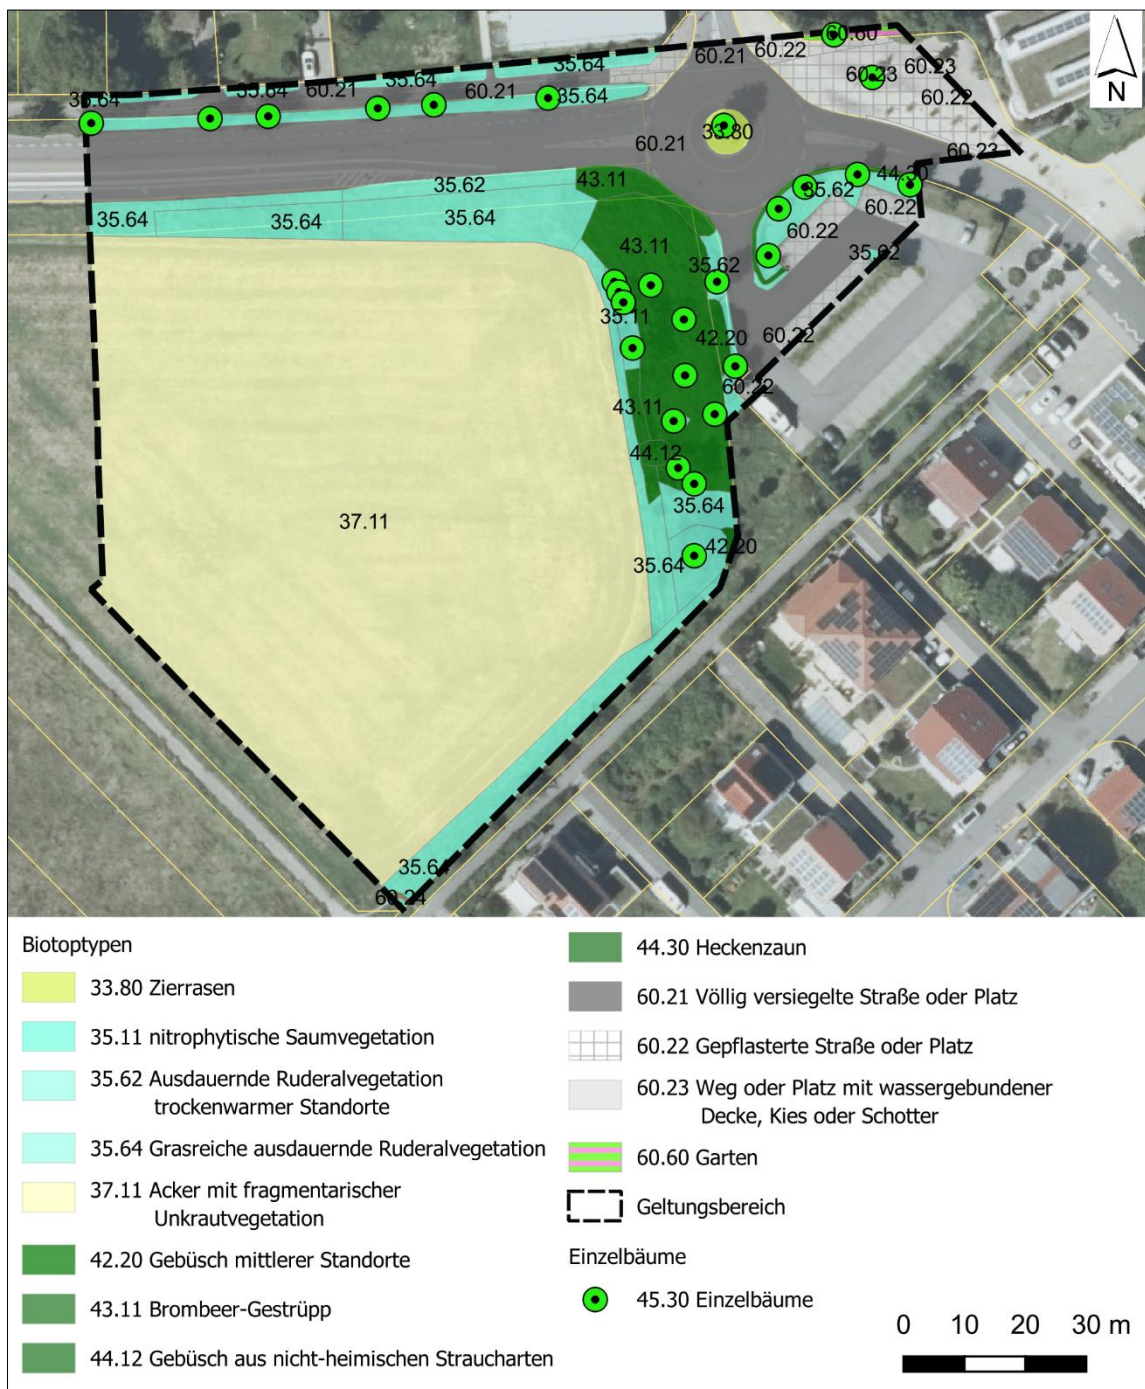 60.60
60.22
60.21
N
35.64
60.23
35.64
60.23
35.64
60.21
60.21
35.64
60.22
35.64
33.80
60.21
60.23
43.11
44.30
35.62
35.62
60.22
35.64
35.64
35.64
60.22
43.11
35.62
35.62
35.11
42.20
60.22
60.22
43.11
44.12
35.64
37.11
42.20
35.64
35.64
60.24
Biotoptypen
33.80 Zierrasen
35.11 nitrophytische Saumvegetation
35.62 Ausdauernde Ruderalvegetation
trockenwarmer Standorte
35.64 Grasreiche ausdauernde Ruderalvegetation
37.11 Acker mit fragmentarischer
Unkrautvegetation
42.20 Gebüsch mittlerer Standorte
43.11 Brombeer-Gestrüpp
44.12 Gebüsch aus nicht-heimischen Straucharten
44.30 Heckenzaun
60.21 Völlig versiegelte Straße oder Platz
60.22 Gepflasterte Straße oder Platz
60.23 Weg oder Platz mit wassergebundener
Decke, Kies oder Schotter
60.60 Garten
Geltungsbereich
Einzelbäume
45.30 Einzelbäume
0 10 20 30 m